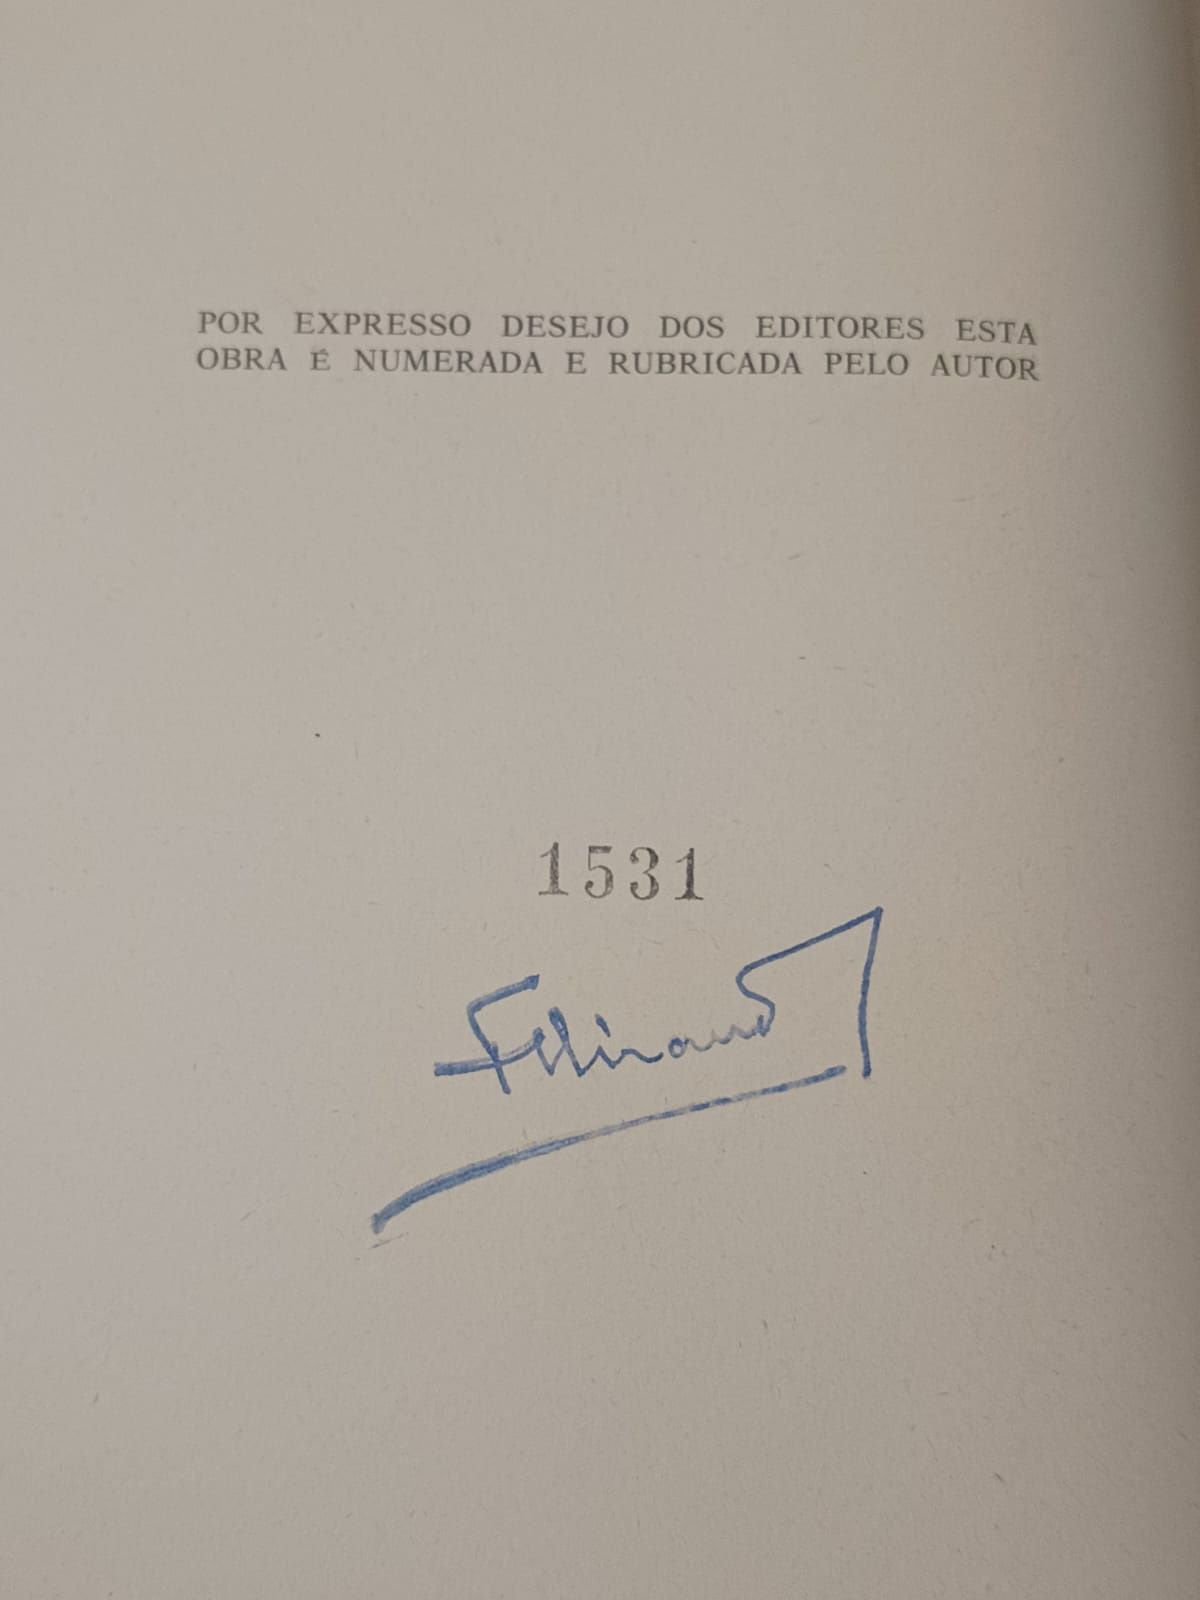 POR EXPRESSO DESEJO DOS EDITORES ESTA
OBRA É NUMERADA E RUBRICADA PELO AUTOR
1531